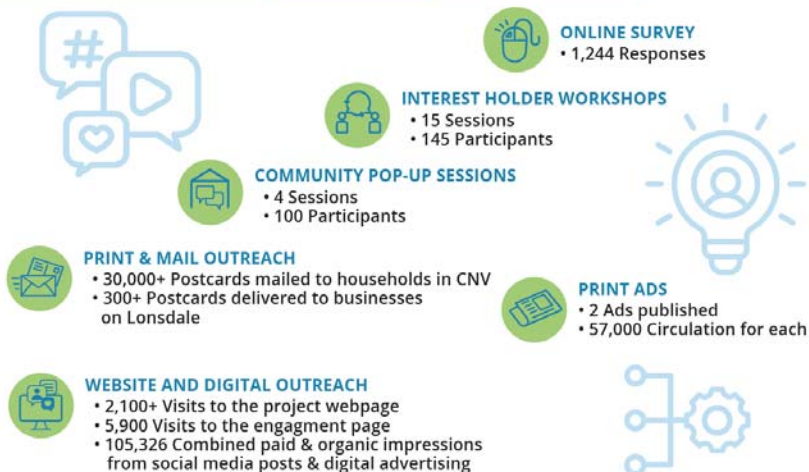 ONLINE SURVEY
• 1,244 Responses
INTEREST HOLDER WORKSHOPS
• 15 Sessions
• 145 Participants
COMMUNITY POP-UP SESSIONS
• 4 Sessions
• 100 Participants
PRINT & MAIL OUTREACH
• 30,000+ Postcards mailed to households in CNV
• 300+ Postcards delivered to businesses
on Lonsdale
PRINT ADS
• 2 Ads published
• 57,000 Circulation for each
WEBSITE AND DIGITAL OUTREACH
• 2,100+ Visits to the project webpage
• 5,900 Visits to the engagment page
• 105,326 Combined paid & organic impressions
from social media posts & digital advertising